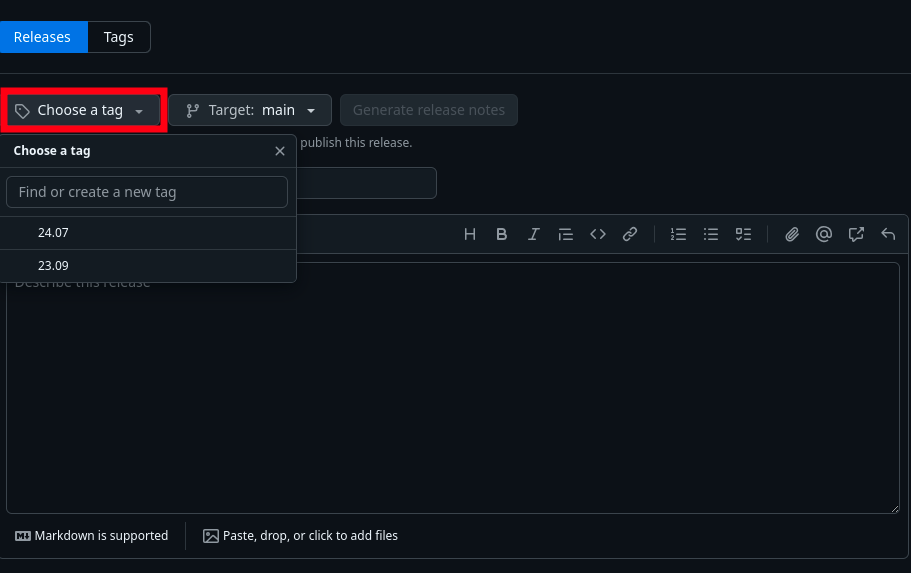 Releases Tags
Choose a tag Target: main Generate release notes
publish this release.
Choose a tag
Find or create a new tag
24.07
23.09
Describe this release
Markdown is supported Paste, drop, or click to add files